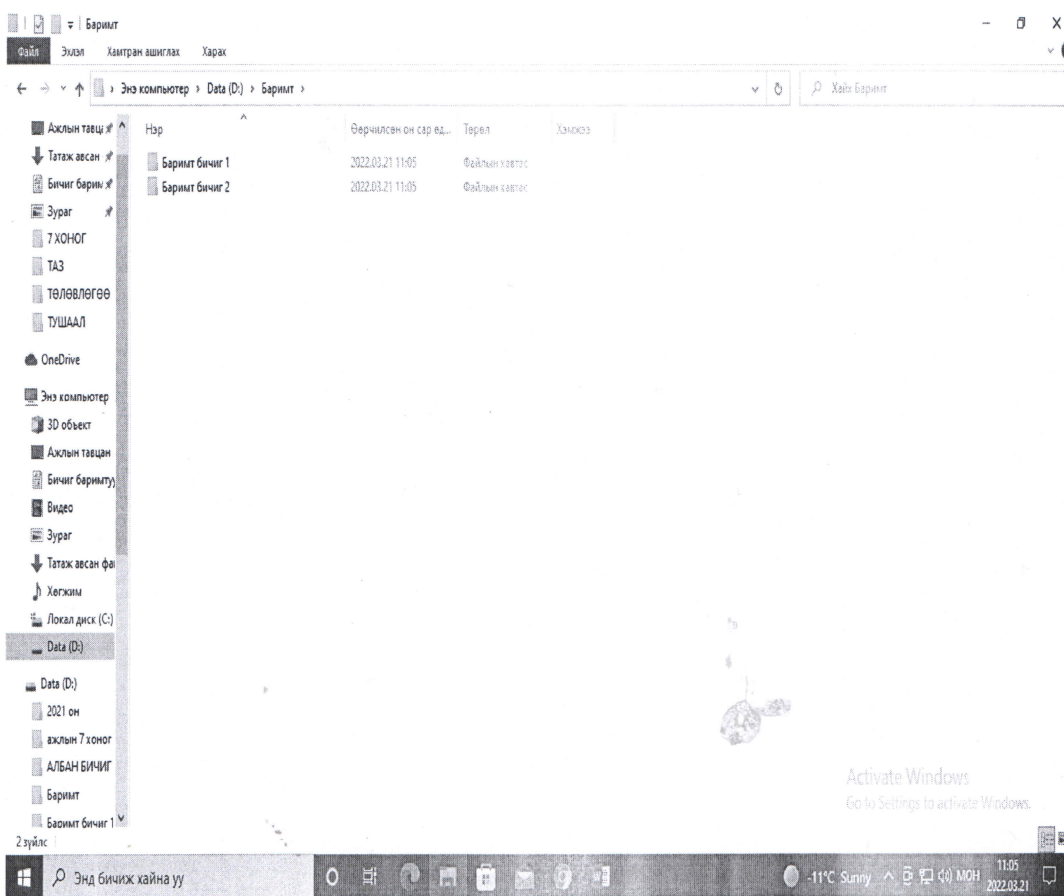 Баримт
Файл Эхлэл Хамтран ашиглах Харах
Энэ компьютер › Data (D:) › Баримт ›
Хайх Баримт
Ажлын тавца
Татаж авсан
Бичиг барим
Зураг
7 ХОНОГ
ТАЗ
ТӨЛӨВЛӨГӨӨ
ТУШААЛ
OneDrive
Энэ компьютер
3D объект
Ажлын тавцан
Бичиг баримтуу
Видео
Зураг
Татаж авсан фай
Хөгжим
Локал диск (C:)
Data (D:)
Data (D:)
2021 он
ажлын 7 хоног
АЛБАН БИЧИГ
Баримт
Баримт бичиг 1
Нэр Өөрчилсөн он сар өд... Төрөл Хэмжээ
Баримт бичиг 1 2022.03.21 11:05 Файлын хавтас
Баримт бичиг 2 2022.03.21 11:05 Файлын хавтас
Activate Windows
Go to Settings to activate Windows.
2 зүйлс
Энд бичиж хайна уу
-11°C Sunny МОН 11:05
2022.03.21